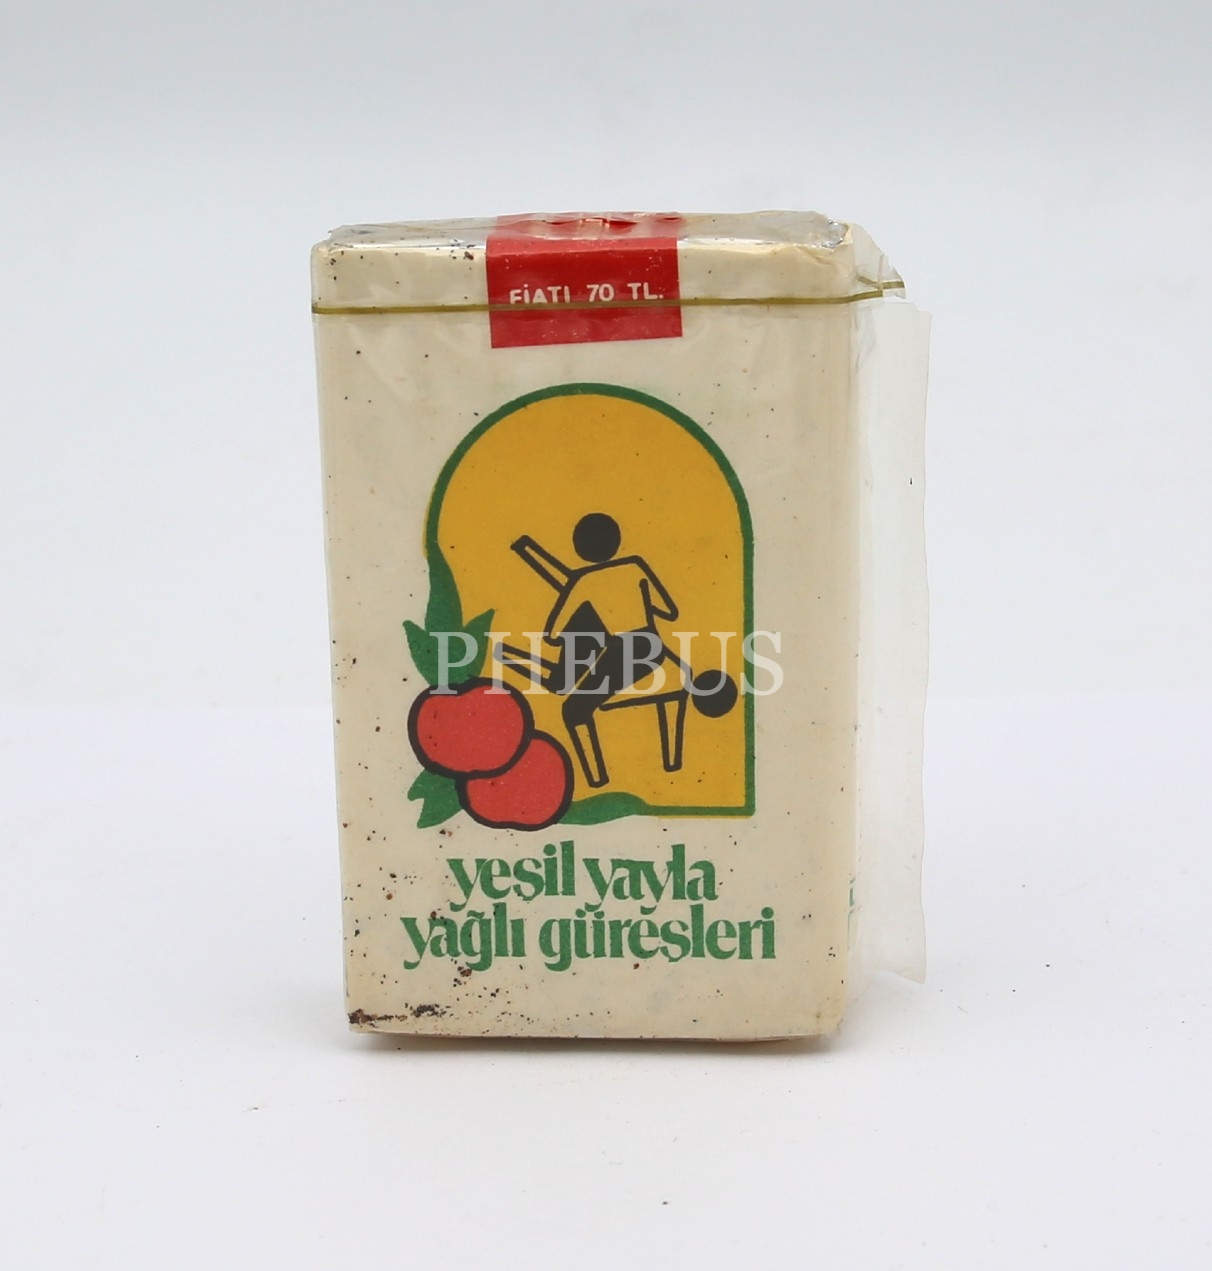 FİATI 70 TL.
PHEBUS
yeşil yayla
yağlı güreşleri